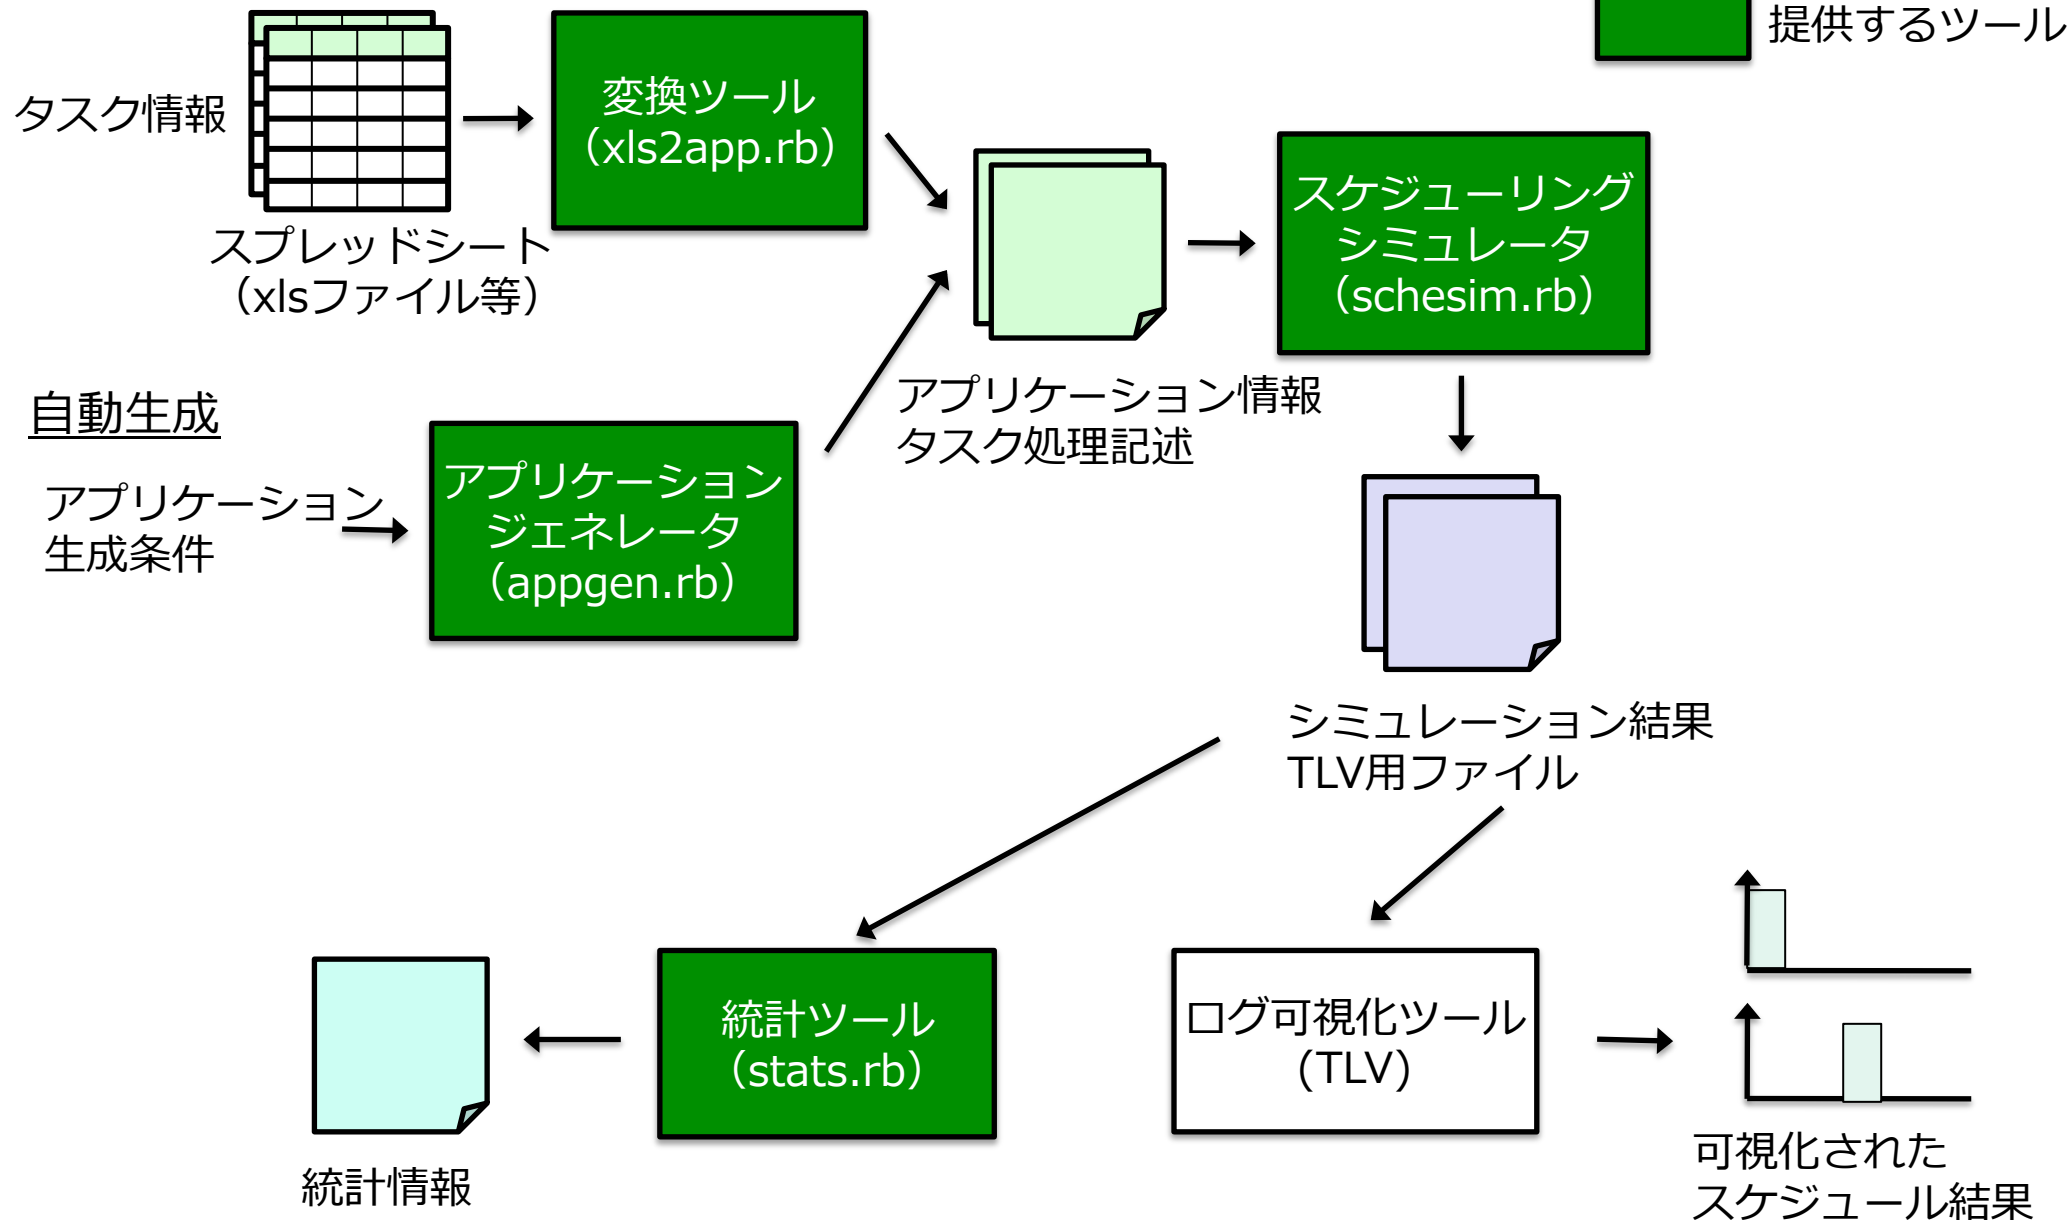 提供するツール
タスク情報
変換ツール
（xls2app.rb）
スプレッドシート
（xlsファイル等）
スケジューリング
シミュレータ
（schesim.rb）
アプリケーション情報
タスク処理記述
自動生成
アプリケーション
生成条件
アプリケーション
ジェネレータ
（appgen.rb）
シミュレーション結果
TLV用ファイル
統計ツール
（stats.rb）
ログ可視化ツール
(TLV)
統計情報
可視化された
スケジュール結果